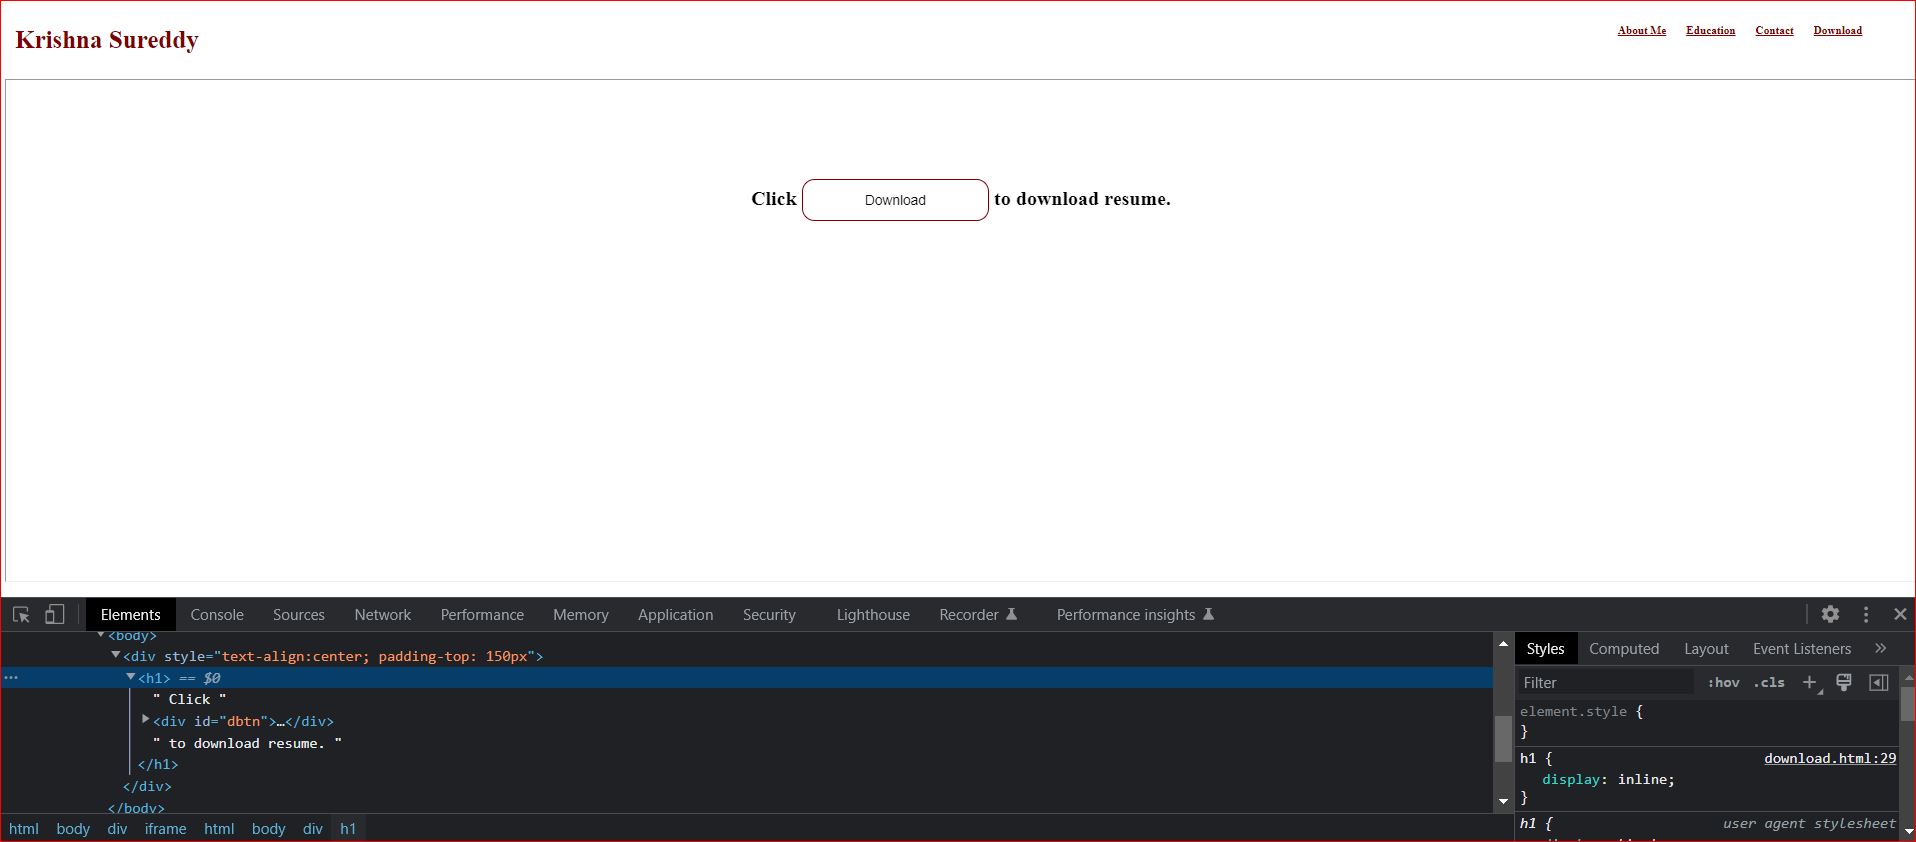 Krishna Sureddy
About Me Education Contact Download
Click Download to download resume.
Elements Console Sources Network Performance Memory Application Security Lighthouse Recorder Performance insights
<body>
<div style="text-align:center; padding-top: 150px">
<h1> == $0
" Click "
<div id="dbtn">…</div>
" to download resume. "
</h1>
</div>
</body>
html body div iframe html body div h1
Styles Computed Layout Event Listeners »
Filter :hov .cls +
element.style {
}
h1 { download.html:29
display: inline;
}
h1 { user agent stylesheet